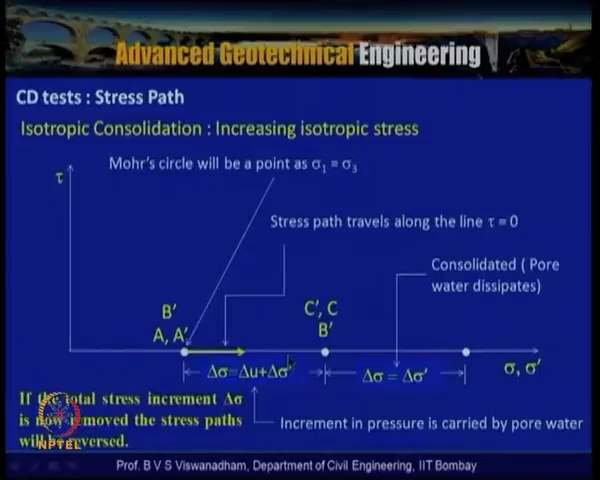 Advanced Geotechnical Engineering
CD tests : Stress Path
Isotropic Consolidation : Increasing isotropic stress
Mohr's circle will be a point as σ₁ = σ₃
τ
Stress path travels along the line τ = 0
Consolidated ( Pore
water dissipates)
B'
C', C
A, A'
B'
Δσ=Δu+Δσ'
Δσ = Δσ'
σ, σ'
If the total stress increment Δσ
is now removed the stress paths
will be reversed.
Increment in pressure is carried by pore water
NPTEL
Prof. B V S Viswanadham, Department of Civil Engineering, IIT Bombay